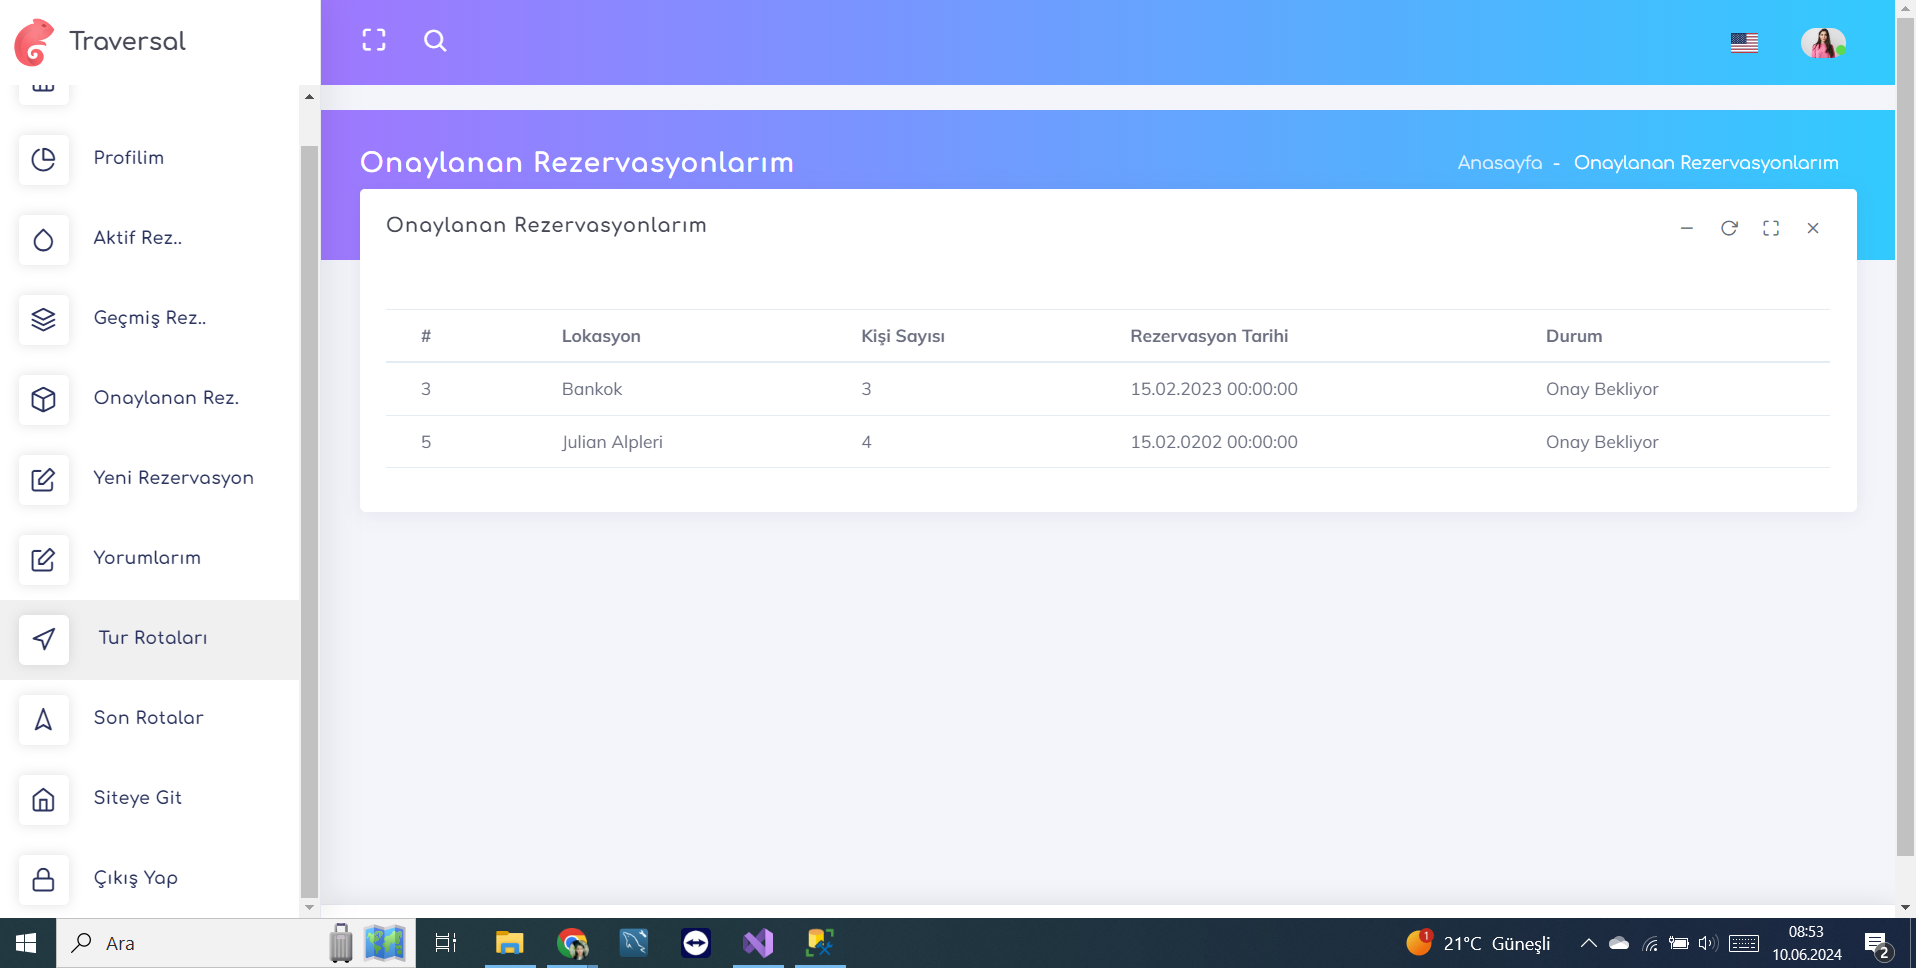 Traversal
Profilim
Aktif Rez..
Geçmiş Rez..
Onaylanan Rez.
Yeni Rezervasyon
Yorumlarım
Tur Rotaları
Son Rotalar
Siteye Git
Çıkış Yap
Onaylanan Rezervasyonlarım
Anasayfa - Onaylanan Rezervasyonlarım
Onaylanan Rezervasyonlarım
# Lokasyon Kişi Sayısı Rezervasyon Tarihi Durum
3 Bankok 3 15.02.2023 00:00:00 Onay Bekliyor
5 Julian Alpleri 4 15.02.0202 00:00:00 Onay Bekliyor
Ara
1
21°C Güneşli
08:53
10.06.2024
2